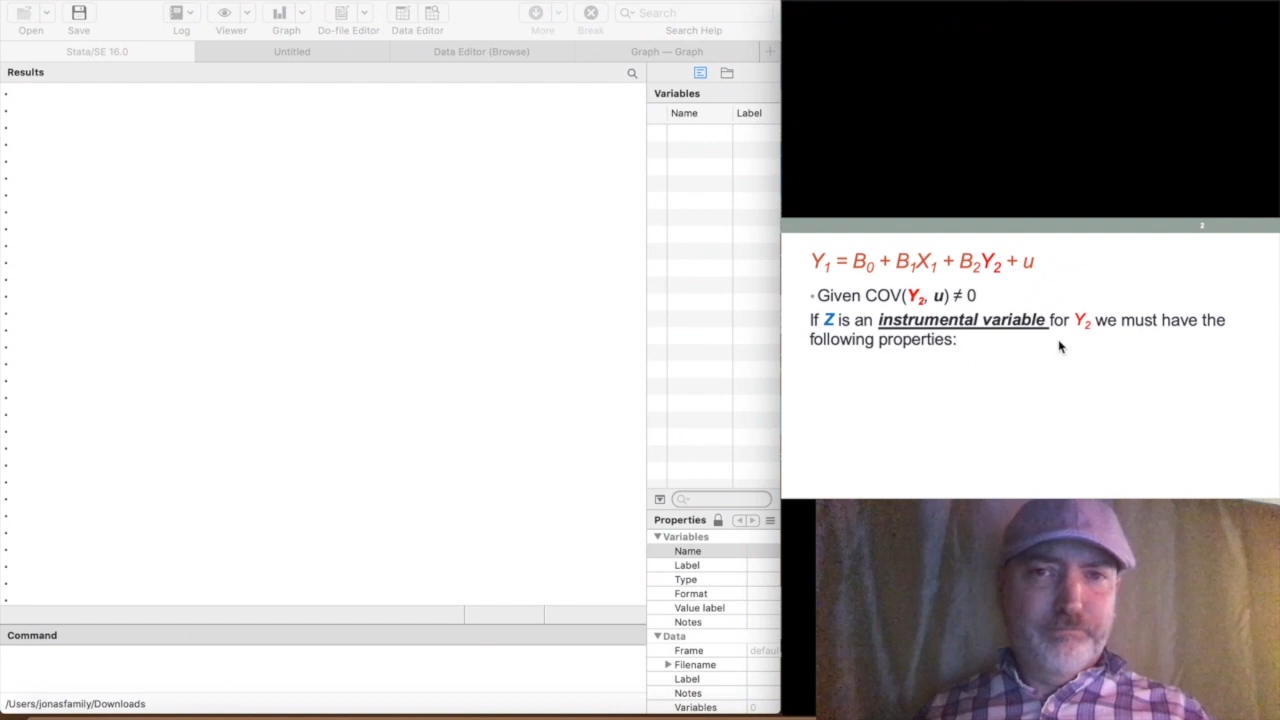 Open
Save
Log
Viewer
Graph
Do-file Editor
Data Editor
More
Break
Search
Search Help
Stata/SE 16.0
Untitled
Data Editor (Browse)
Graph — Graph
Results
Variables
Name
Label
Properties
Variables
Name
Label
Type
Format
Value label
Notes
Data
Frame
defaul
Filename
Label
Notes
Variables
0
Command
/Users/jonasfamily/Downloads
2
Y₁ = B₀ + B₁X₁ + B₂Y₂ + u
• Given COV(Y₂, u) ≠ 0
If Z is an instrumental variable for Y₂ we must have the
following properties: